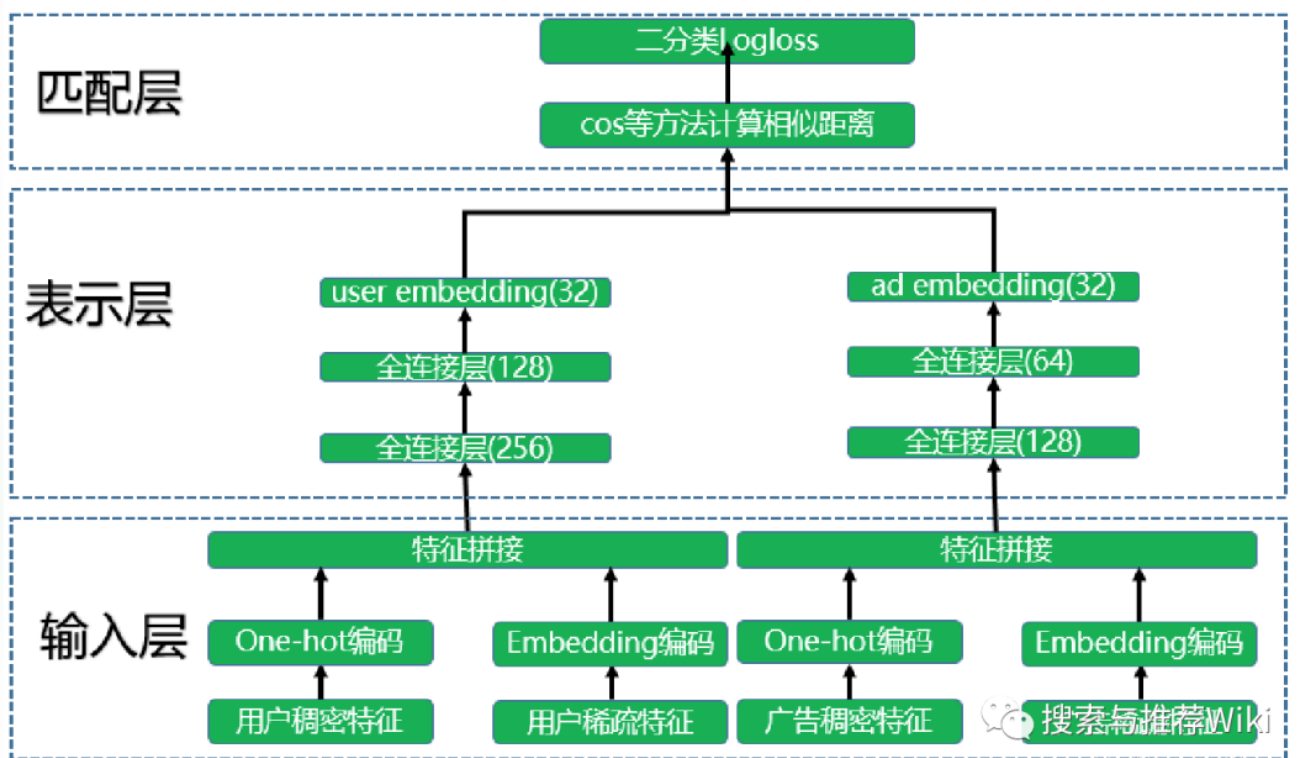 匹配层
二分类Logloss
cos等方法计算相似距离
表示层
user embedding(32)
ad embedding(32)
全连接层(128)
全连接层(64)
全连接层(256)
全连接层(128)
输入层
特征拼接
特征拼接
One-hot编码
Embedding编码
One-hot编码
Embedding编码
用户稠密特征
用户稀疏特征
广告稠密特征
搜索与推荐Wiki